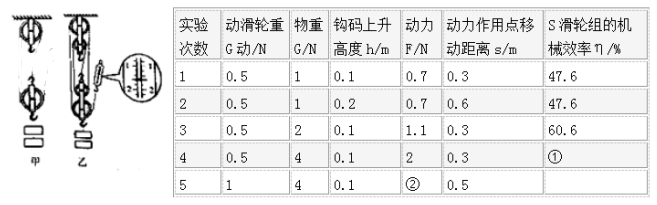 甲
乙
实验次数 动滑轮重 G动/N 物重 G/N 钩码上升高度 h/m 动力 F/N 动力作用点移动距离 s/m S滑轮组的机械效率η/%
1 0.5 1 0.1 0.7 0.3 47.6
2 0.5 1 0.2 0.7 0.6 47.6
3 0.5 2 0.1 1.1 0.3 60.6
4 0.5 4 0.1 2 0.3 ①
5 1 4 0.1 ② 0.5